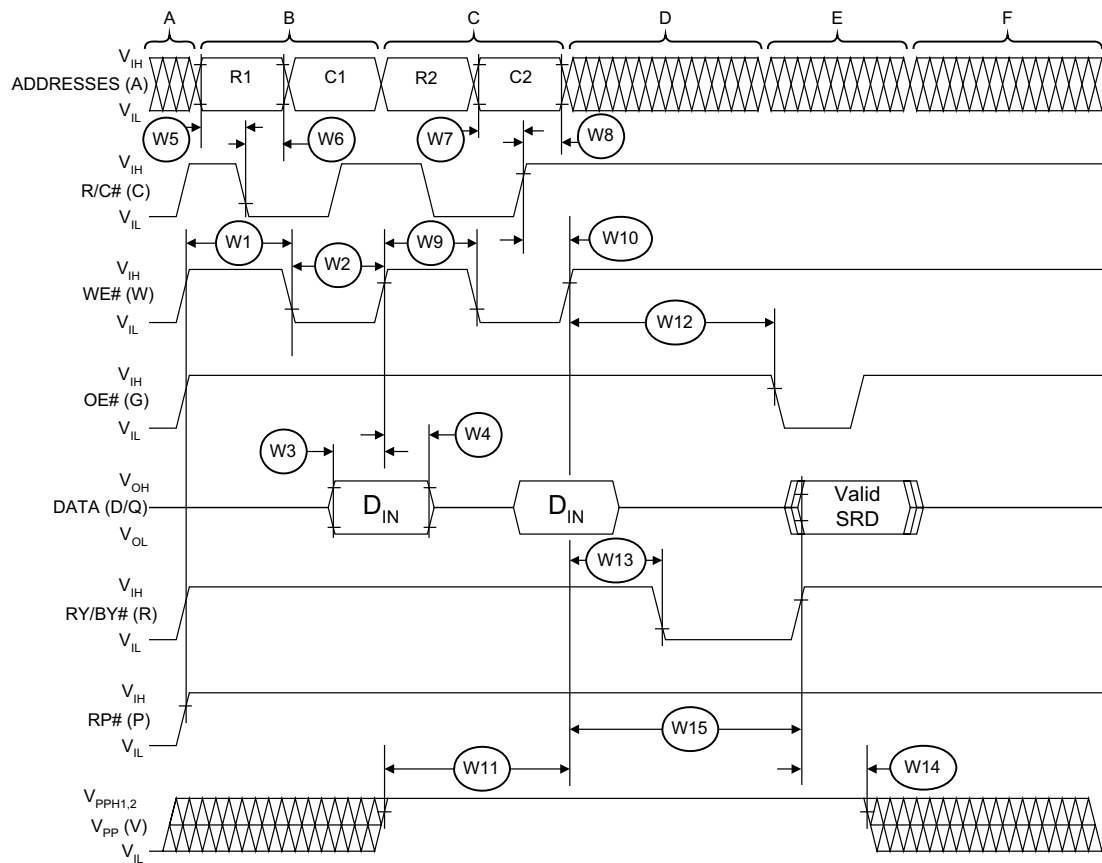 A B C D E F
V_IH
ADDRESSES (A) R1 C1 R2 C2
V_IL
W5 W6 W7 W8
V_IH
R/C# (C)
V_IL
W1 W2 W9 W10
V_IH
WE# (W)
V_IL
W12
V_IH
OE# (G)
V_IL
W3 W4
V_OH
DATA (D/Q) D_IN D_IN Valid
SRD
V_OL
W13
V_IH
RY/BY# (R)
V_IL
V_IH
RP# (P)
V_IL
W15
W11 W14
V_PPH1,2
V_PP (V)
V_IL